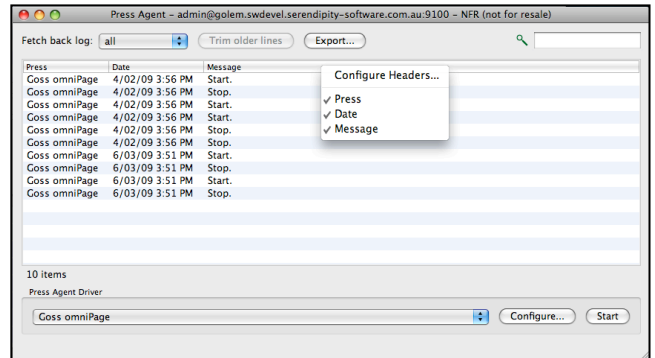 Press Agent - admin@golem.swdevel.serendipity-software.com.au:9100 - NFR (not for resale)
Fetch back log: all Trim older lines Export...
Press Date Message
Goss omniPage 4/02/09 3:56 PM Start.
Goss omniPage 4/02/09 3:56 PM Stop.
Goss omniPage 4/02/09 3:56 PM Start.
Goss omniPage 4/02/09 3:56 PM Stop.
Goss omniPage 4/02/09 3:56 PM Start.
Goss omniPage 4/02/09 3:56 PM Stop.
Goss omniPage 6/03/09 3:51 PM Start.
Goss omniPage 6/03/09 3:51 PM Stop.
Goss omniPage 6/03/09 3:51 PM Start.
Goss omniPage 6/03/09 3:51 PM Stop.
Configure Headers...
Press
Date
Message
10 items
Press Agent Driver
Goss omniPage Configure... Start